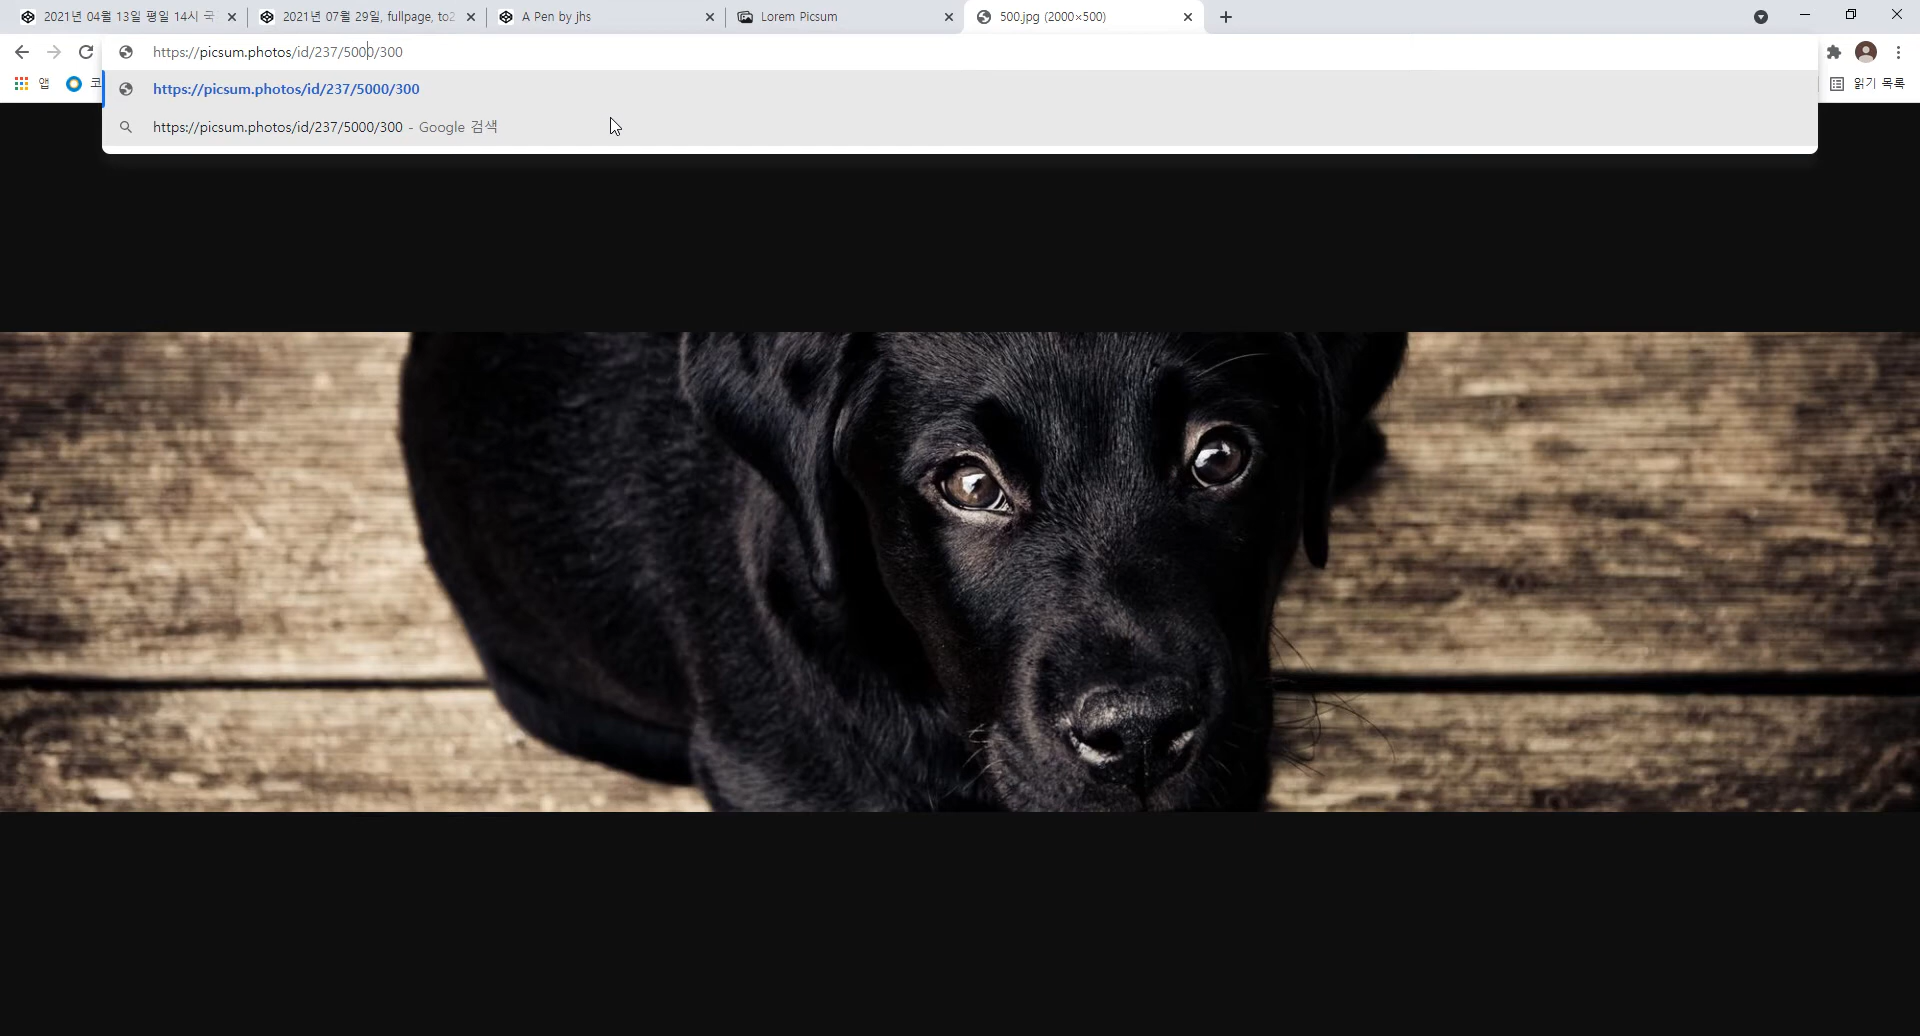 2021년 04월 13일 평일 14시 국
2021년 07월 29일, fullpage, to2
A Pen by jhs
Lorem Picsum
500.jpg (2000×500)
https://picsum.photos/id/237/5000/300
앱
코
읽기 목록
https://picsum.photos/id/237/5000/300
https://picsum.photos/id/237/5000/300 - Google 검색